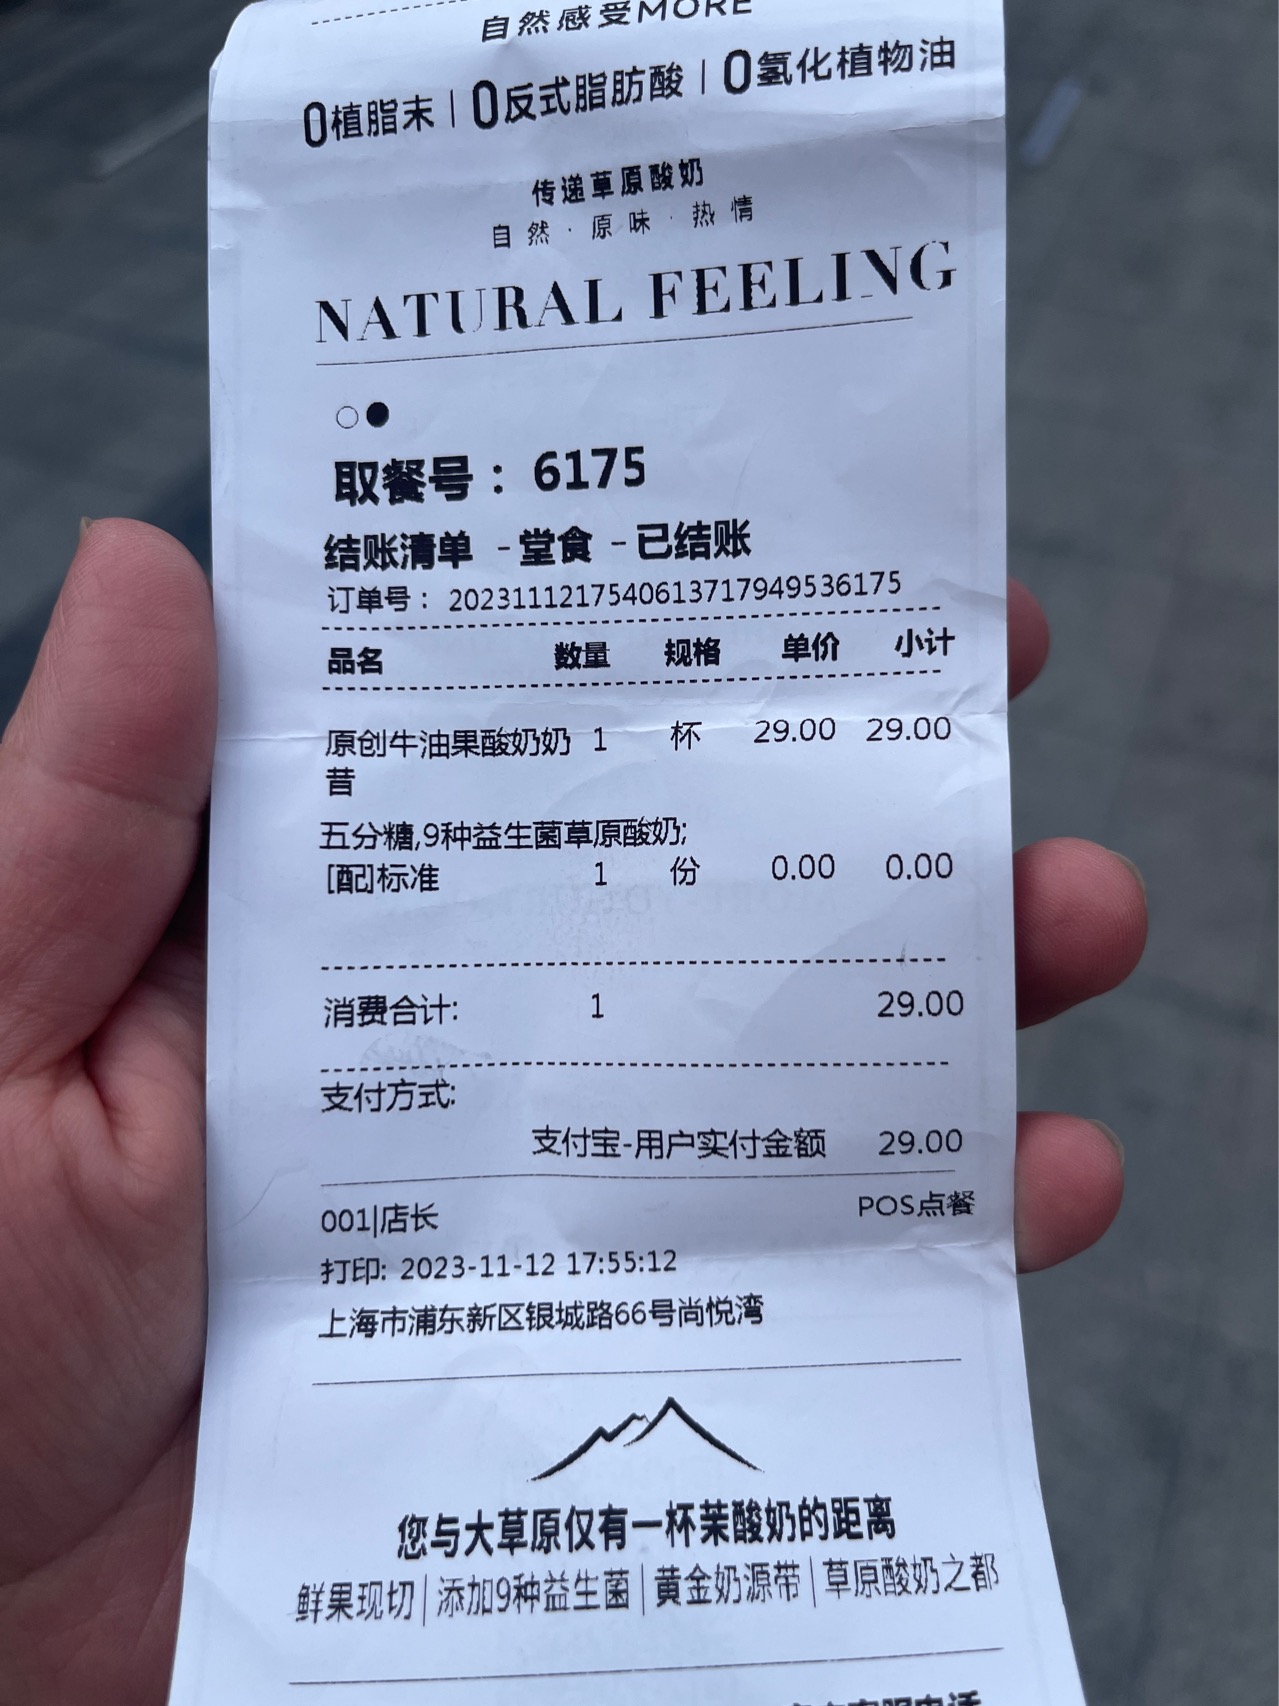 自然感受MORE
0植脂末 | 0反式脂肪酸 | 0氢化植物油
传递草原酸奶
自然·原味·热情
NATURAL FEELING
取餐号：6175
结账清单 -堂食 -已结账
订单号：2023111217540613717949536175
品名 数量 规格 单价 小计
原创牛油果酸奶奶 1 杯 29.00 29.00
昔
五分糖,9种益生菌草原酸奶;
[配]标准 1 份 0.00 0.00
消费合计: 1 29.00
支付方式:
支付宝-用户实付金额 29.00
001|店长 POS点餐
打印: 2023-11-12 17:55:12
上海市浦东新区银城路66号尚悦湾
您与大草原仅有一杯茉酸奶的距离
鲜果现切|添加9种益生菌|黄金奶源带|草原酸奶之都